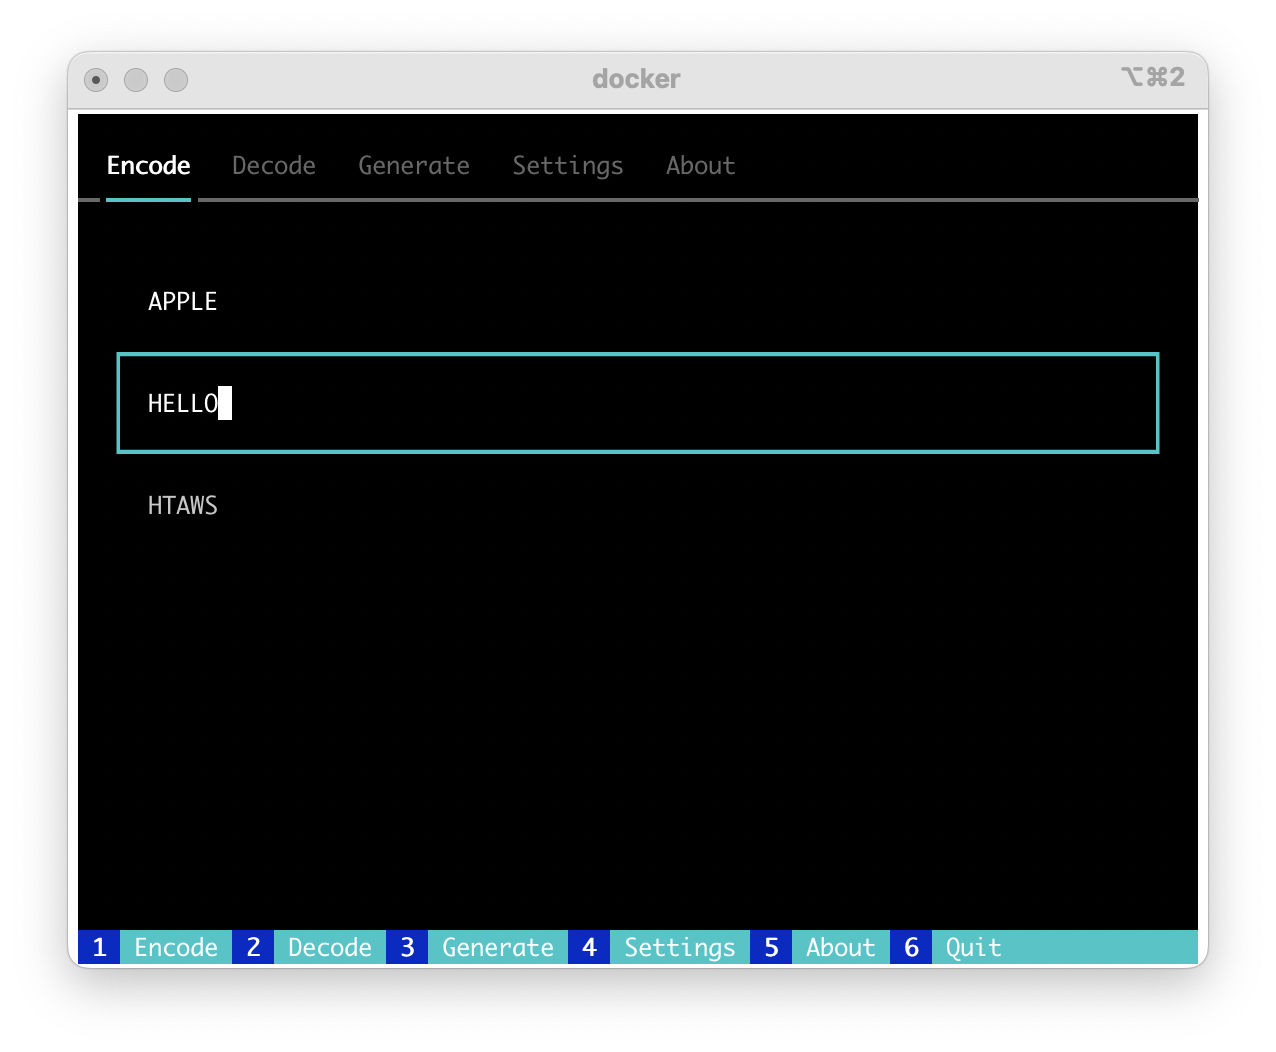 docker ⌥⌘2
Encode Decode Generate Settings About
APPLE
HELLO
HTAWS
1 Encode 2 Decode 3 Generate 4 Settings 5 About 6 Quit